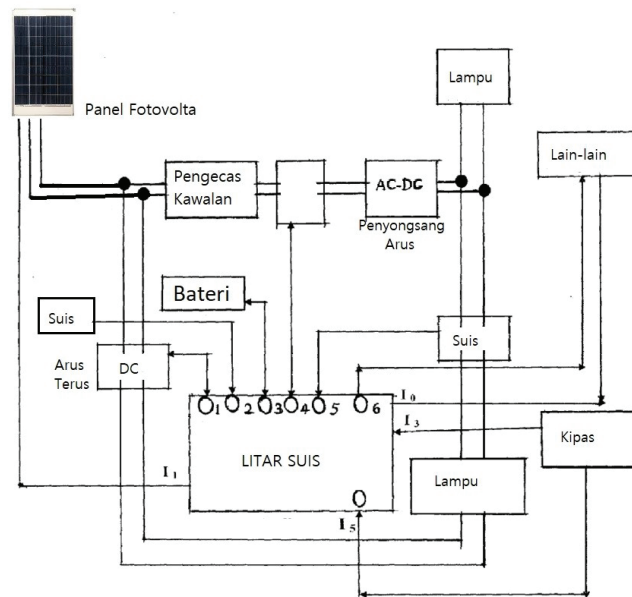 Panel Fotovolta
Lampu
Lain-lain
Pengecas
Kawalan
AC-DC
Penyongsang
Arus
Bateri
Suis
Suis
Arus
Terus
DC
1
2
3
4
5
6
I0
I3
Kipas
LITAR SUIS
I1
Lampu
I5